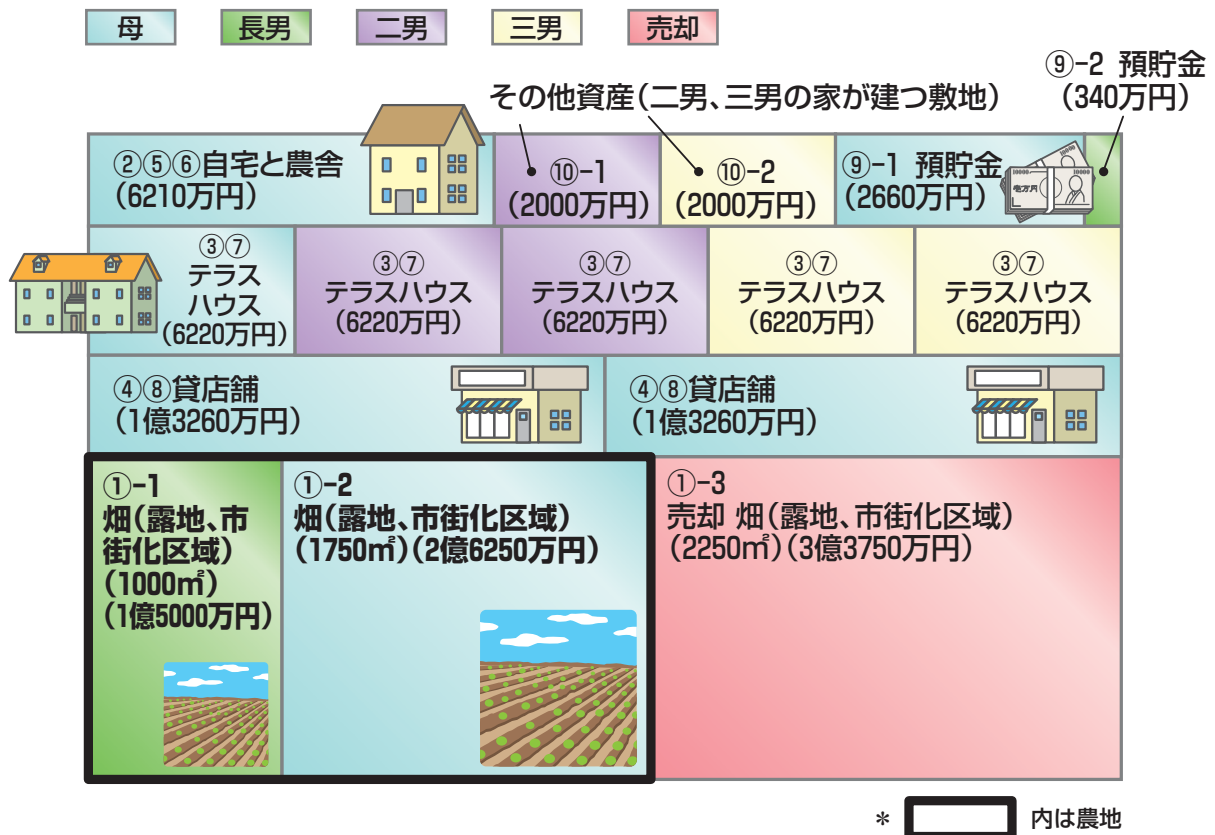 母 長男 二男 三男 売却
⑨-2 預貯金
(340万円)
その他資産(二男、三男の家が建つ敷地)
②⑤⑥自宅と農舎
(6210万円)
⑩-1
(2000万円)
⑩-2
(2000万円)
⑨-1 預貯金
(2660万円)
③⑦
テラス
ハウス
(6220万円)
③⑦
テラスハウス
(6220万円)
③⑦
テラスハウス
(6220万円)
③⑦
テラスハウス
(6220万円)
③⑦
テラスハウス
(6220万円)
④⑧貸店舗
(1億3260万円)
④⑧貸店舗
(1億3260万円)
①-1
畑(露地、市
街化区域)
(1000㎡)
(1億5000万円)
①-2
畑(露地、市街化区域)
(1750㎡)(2億6250万円)
①-3
売却 畑(露地、市街化区域)
(2250㎡)(3億3750万円)
* 内は農地